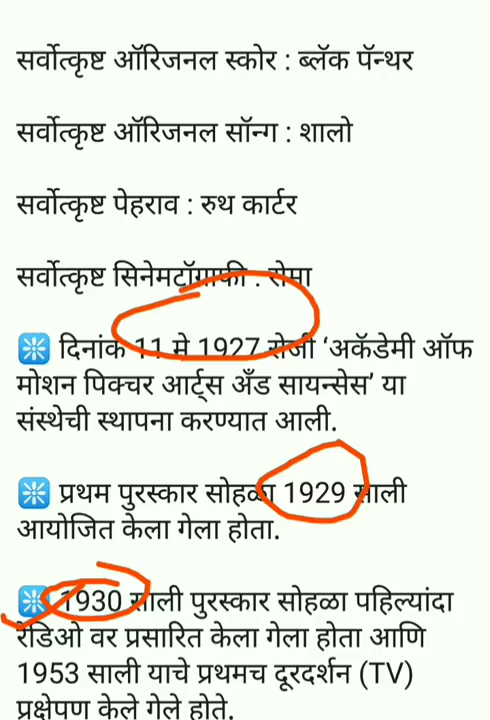 सर्वोत्कृष्ट ऑरिजनल स्कोर : ब्लॅक पॅन्थर
सर्वोत्कृष्ट ऑरिजनल सॉन्ग : शालो
सर्वोत्कृष्ट पेहराव : रुथ कार्टर
सर्वोत्कृष्ट सिनेमटॉग्राफी : रोमा
दिनांक 11 मे 1927 रोजी ‘अकॅडेमी ऑफ
मोशन पिक्चर आर्ट्स अँड सायन्सेस’ या
संस्थेची स्थापना करण्यात आली.
प्रथम पुरस्कार सोहळा 1929 साली
आयोजित केला गेला होता.
1930 साली पुरस्कार सोहळा पहिल्यांदा
रेडिओ वर प्रसारित केला गेला होता आणि
1953 साली याचे प्रथमच दूरदर्शन (TV)
प्रक्षेपण केले गेले होते.